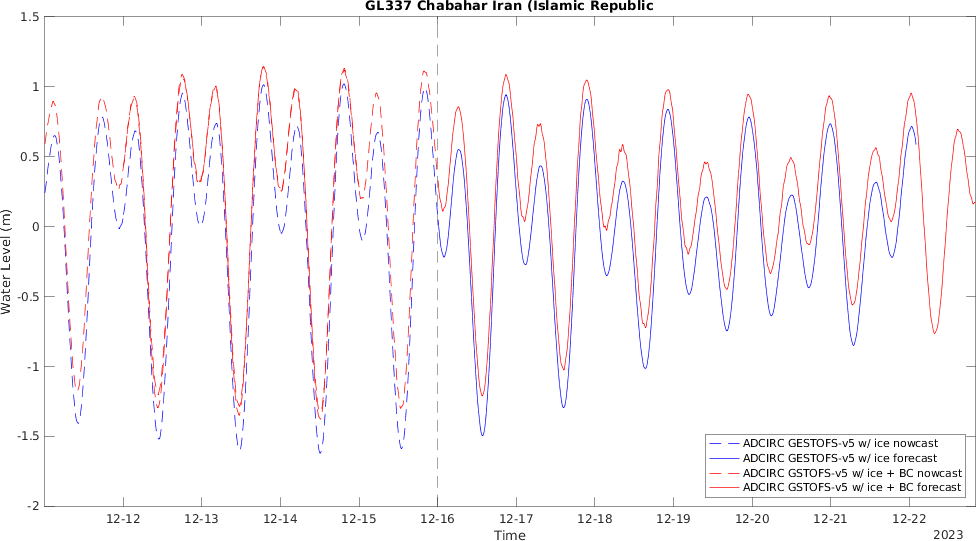 GL337 Chabahar Iran (Islamic Republic
1.5
1
0.5
0
-0.5
-1
-1.5
-2
Water Level (m)
ADCIRC GESTOFS-v5 w/ ice nowcast
ADCIRC GESTOFS-v5 w/ ice forecast
ADCIRC GSTOFS-v5 w/ ice + BC nowcast
ADCIRC GSTOFS-v5 w/ ice + BC forecast
12-12 12-13 12-14 12-15 12-16 12-17 12-18 12-19 12-20 12-21 12-22
Time
2023